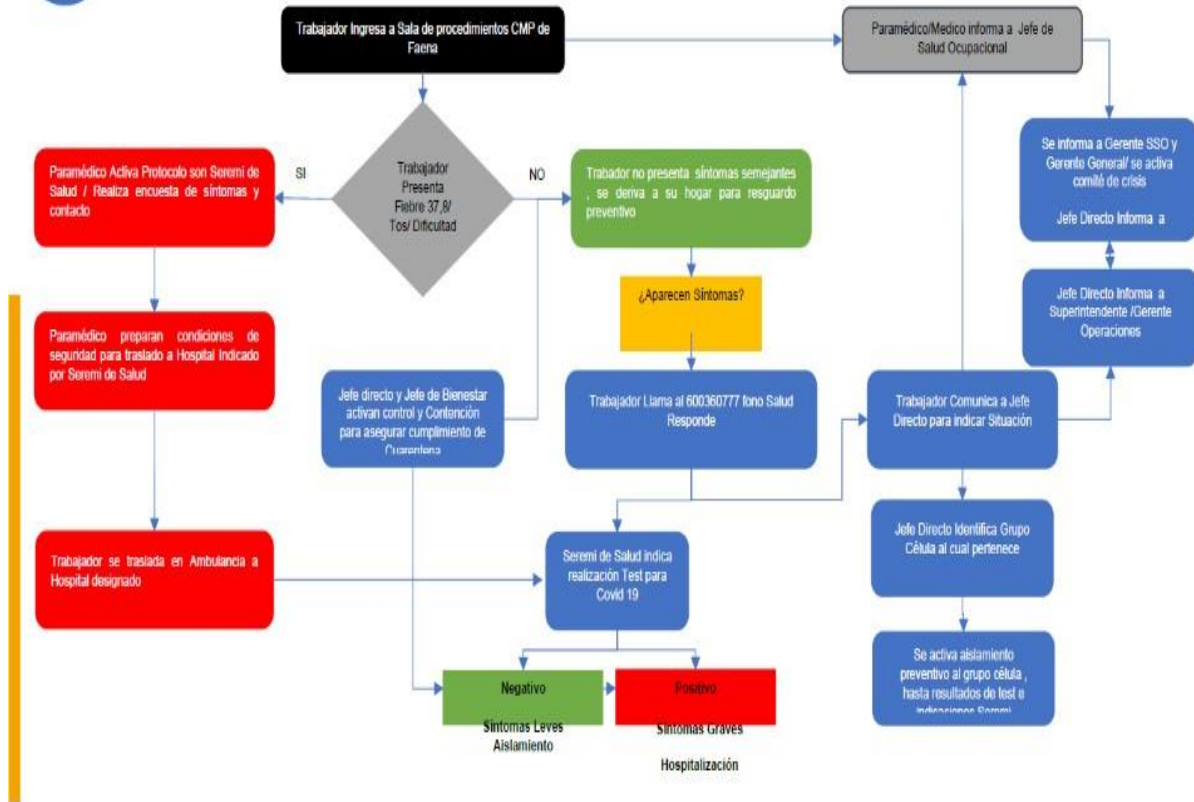 Trabajador Ingresa a Sala de procedimientos CMP de
Faena
Paramédico/Medico informa a Jefe de
Salud Ocupacional
Paramédico Activa Protocolo son Seremi de
Salud / Realiza encuesta de síntomas y
contacto
SI
Trabajador
Presenta
Fiebre 37,8/
Tos/ Dificultad
NO
Trabador no presenta síntomas semejantes
, se deriva a su hogar para resguardo
preventivo
Se informa a Gerente SSO y
Gerente General/ se activa
comité de crisis
Jefe Directo Informa a
¿Aparecen Síntomas?
Jefe Directo Informa a
Superintendente /Gerente
Operaciones
Paramédico preparan condiciones de
seguridad para traslado a Hospital Indicado
por Seremi de Salud
Jefe directo y Jefe de Bienestar
activan control y Contención
para asegurar cumplimiento de
Cuarentena
Trabajador Llama al 600360777 fono Salud
Responde
Trabajador Comunica a Jefe
Directo para indicar Situación
Trabajador se traslada en Ambulancia a
Hospital designado
Seremi de Salud indica
realización Test para
Covid 19
Jefe Directo Identifica Grupo
Célula al cual pertenece
Se activa aislamiento
preventivo al grupo célula ,
hasta resultados de test e
indicaciones Seremi
Negativo
Síntomas Leves
Aislamiento
Positivo
Síntomas Graves
Hospitalización